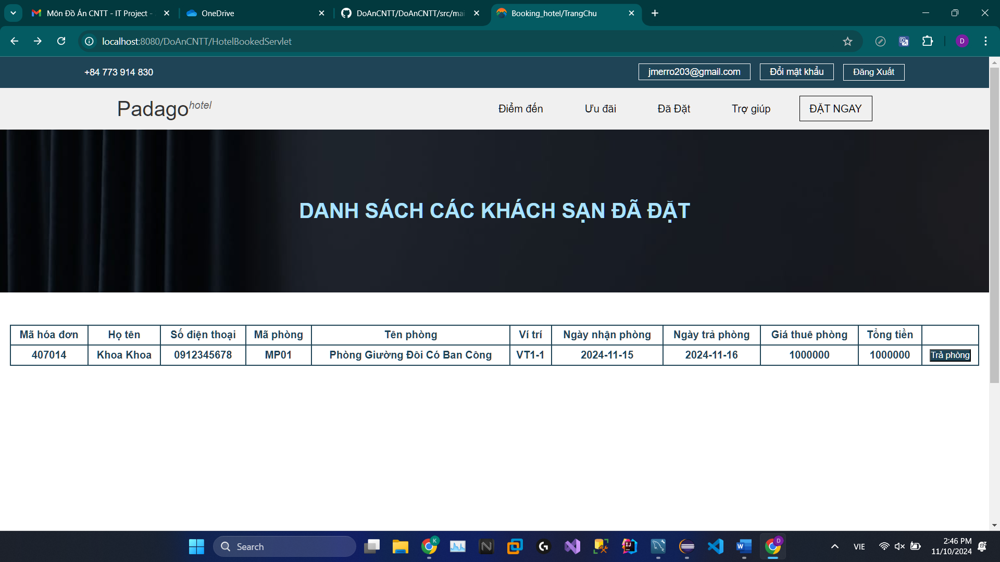 Môn Đồ Án CNTT - IT Project - OneDrive DoAnCNTT/DoAnCNTT/src/mai Booking_hotel/TrangChu
localhost:8080/DoAnCNTT/HotelBookedServlet D
+84 773 914 830 jmerro203@gmail.com Đổi mật khẩu Đăng Xuất
Padago hotel Điểm đến Ưu đãi Đã Đặt Trợ giúp ĐẶT NGAY
DANH SÁCH CÁC KHÁCH SẠN ĐÃ ĐẶT
Mã hóa đơn Họ tên Số điện thoại Mã phòng Tên phòng Ví trí Ngày nhận phòng Ngày trả phòng Giá thuê phòng Tổng tiền
407014 Khoa Khoa 0912345678 MP01 Phòng Giường Đôi Có Ban Công VT1-1 2024-11-15 2024-11-16 1000000 1000000 Trả phòng
Search VIE 2:46 PM
11/10/2024